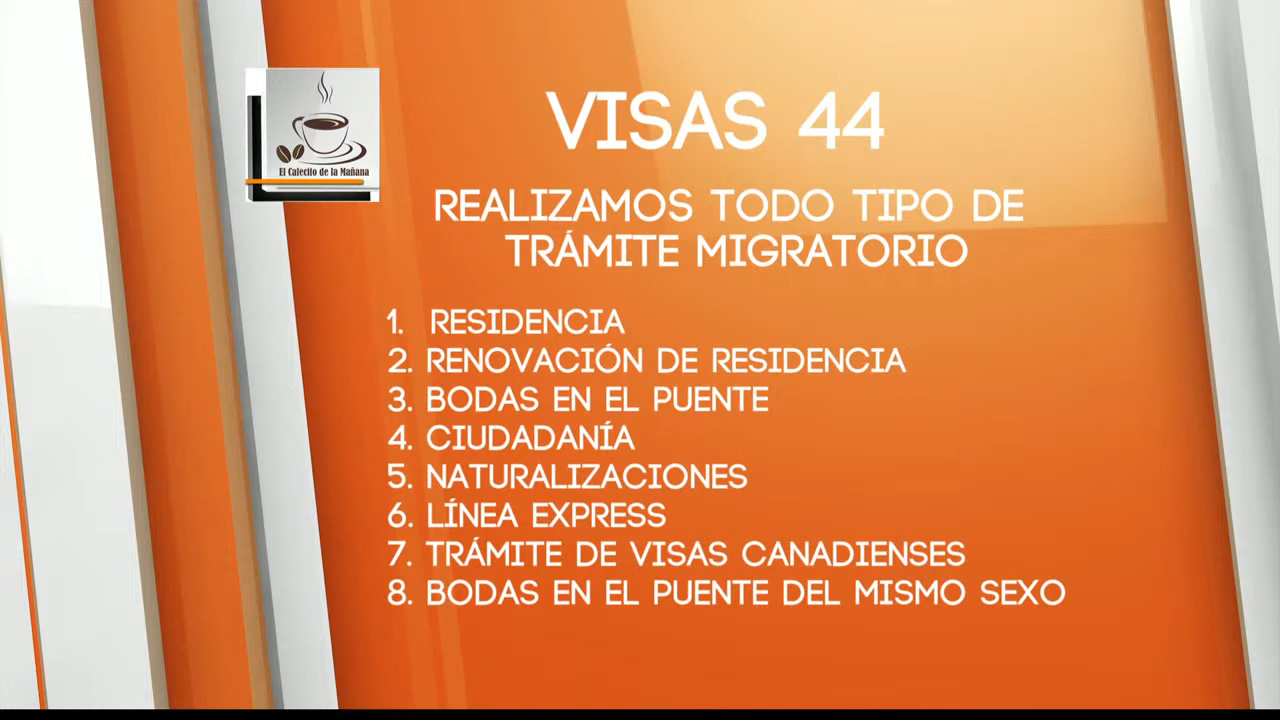 El Cafecito de la Mañana
VISAS 44
REALIZAMOS TODO TIPO DE
TRÁMITE MIGRATORIO
1. RESIDENCIA
2. RENOVACIÓN DE RESIDENCIA
3. BODAS EN EL PUENTE
4. CIUDADANÍA
5. NATURALIZACIONES
6. LÍNEA EXPRESS
7. TRÁMITE DE VISAS CANADIENSES
8. BODAS EN EL PUENTE DEL MISMO SEXO